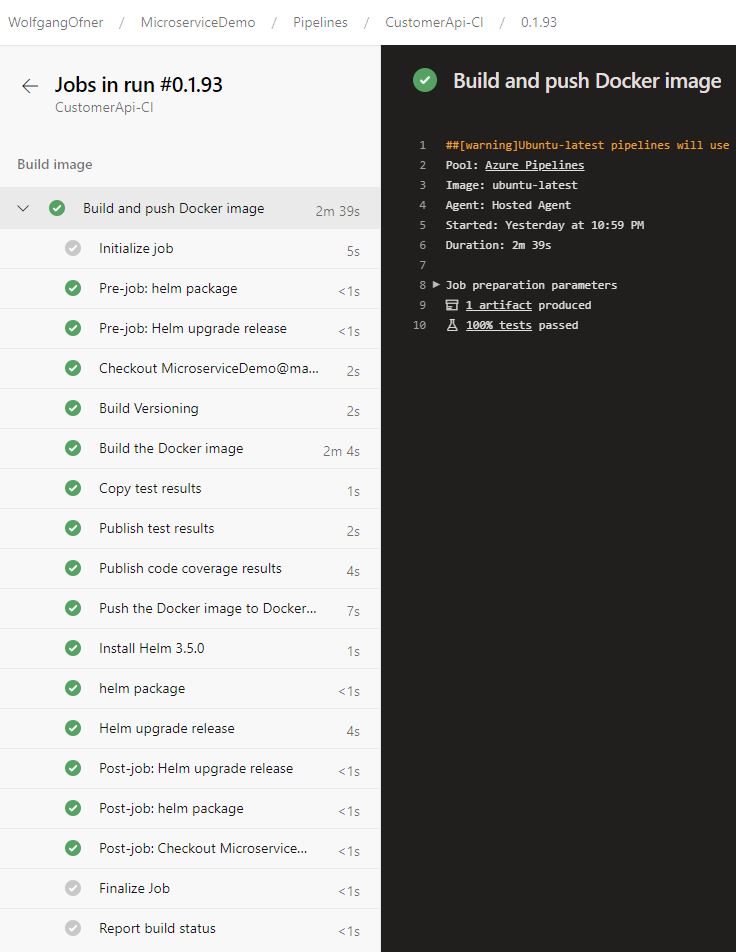 WolfgangOfner / MicroserviceDemo / Pipelines / CustomerApi-CI / 0.1.93
Jobs in run #0.1.93
CustomerApi-CI
Build image
Build and push Docker image 2m 39s
Initialize job 5s
Pre-job: helm package <1s
Pre-job: Helm upgrade release <1s
Checkout MicroserviceDemo@ma... 2s
Build Versioning 2s
Build the Docker image 2m 4s
Copy test results 1s
Publish test results 2s
Publish code coverage results 4s
Push the Docker image to Docker... 7s
Install Helm 3.5.0 1s
helm package <1s
Helm upgrade release 4s
Post-job: Helm upgrade release <1s
Post-job: helm package <1s
Post-job: Checkout Microservice... <1s
Finalize Job <1s
Report build status <1s
Build and push Docker image
1 ##[warning]Ubuntu-latest pipelines will use
2 Pool: Azure Pipelines
3 Image: ubuntu-latest
4 Agent: Hosted Agent
5 Started: Yesterday at 10:59 PM
6 Duration: 2m 39s
7
8 Job preparation parameters
9 1 artifact produced
10 100% tests passed